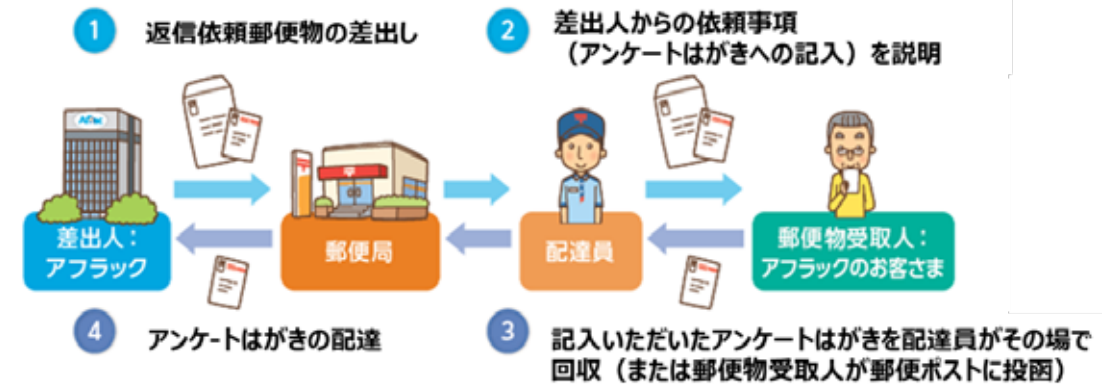 1 返信依頼郵便物の差出し
2 差出人からの依頼事項
（アンケートはがきへの記入）を説明
差出人：
アフラック
郵便局
配達員
郵便物受取人：
アフラックのお客さま
4 アンケートはがきの配達
3 記入いただいたアンケートはがきを配達員がその場で
回収（または郵便物受取人が郵便ポストに投函）